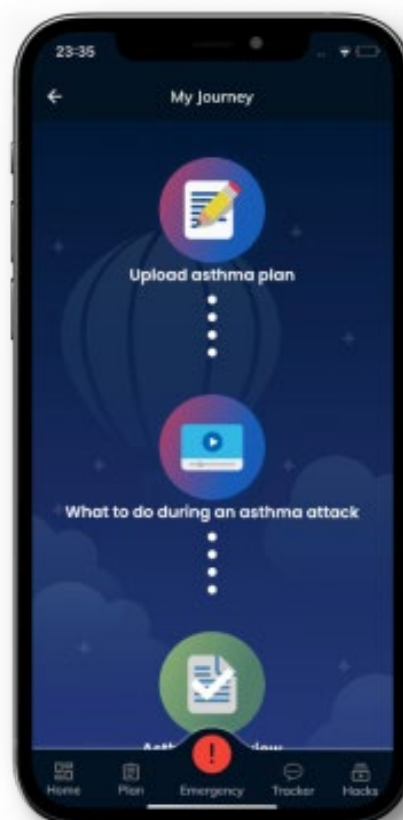 23:35
My Journey
Upload asthma plan
What to do during an asthma attack
!
Home Plan Emergency Tracker Hacks